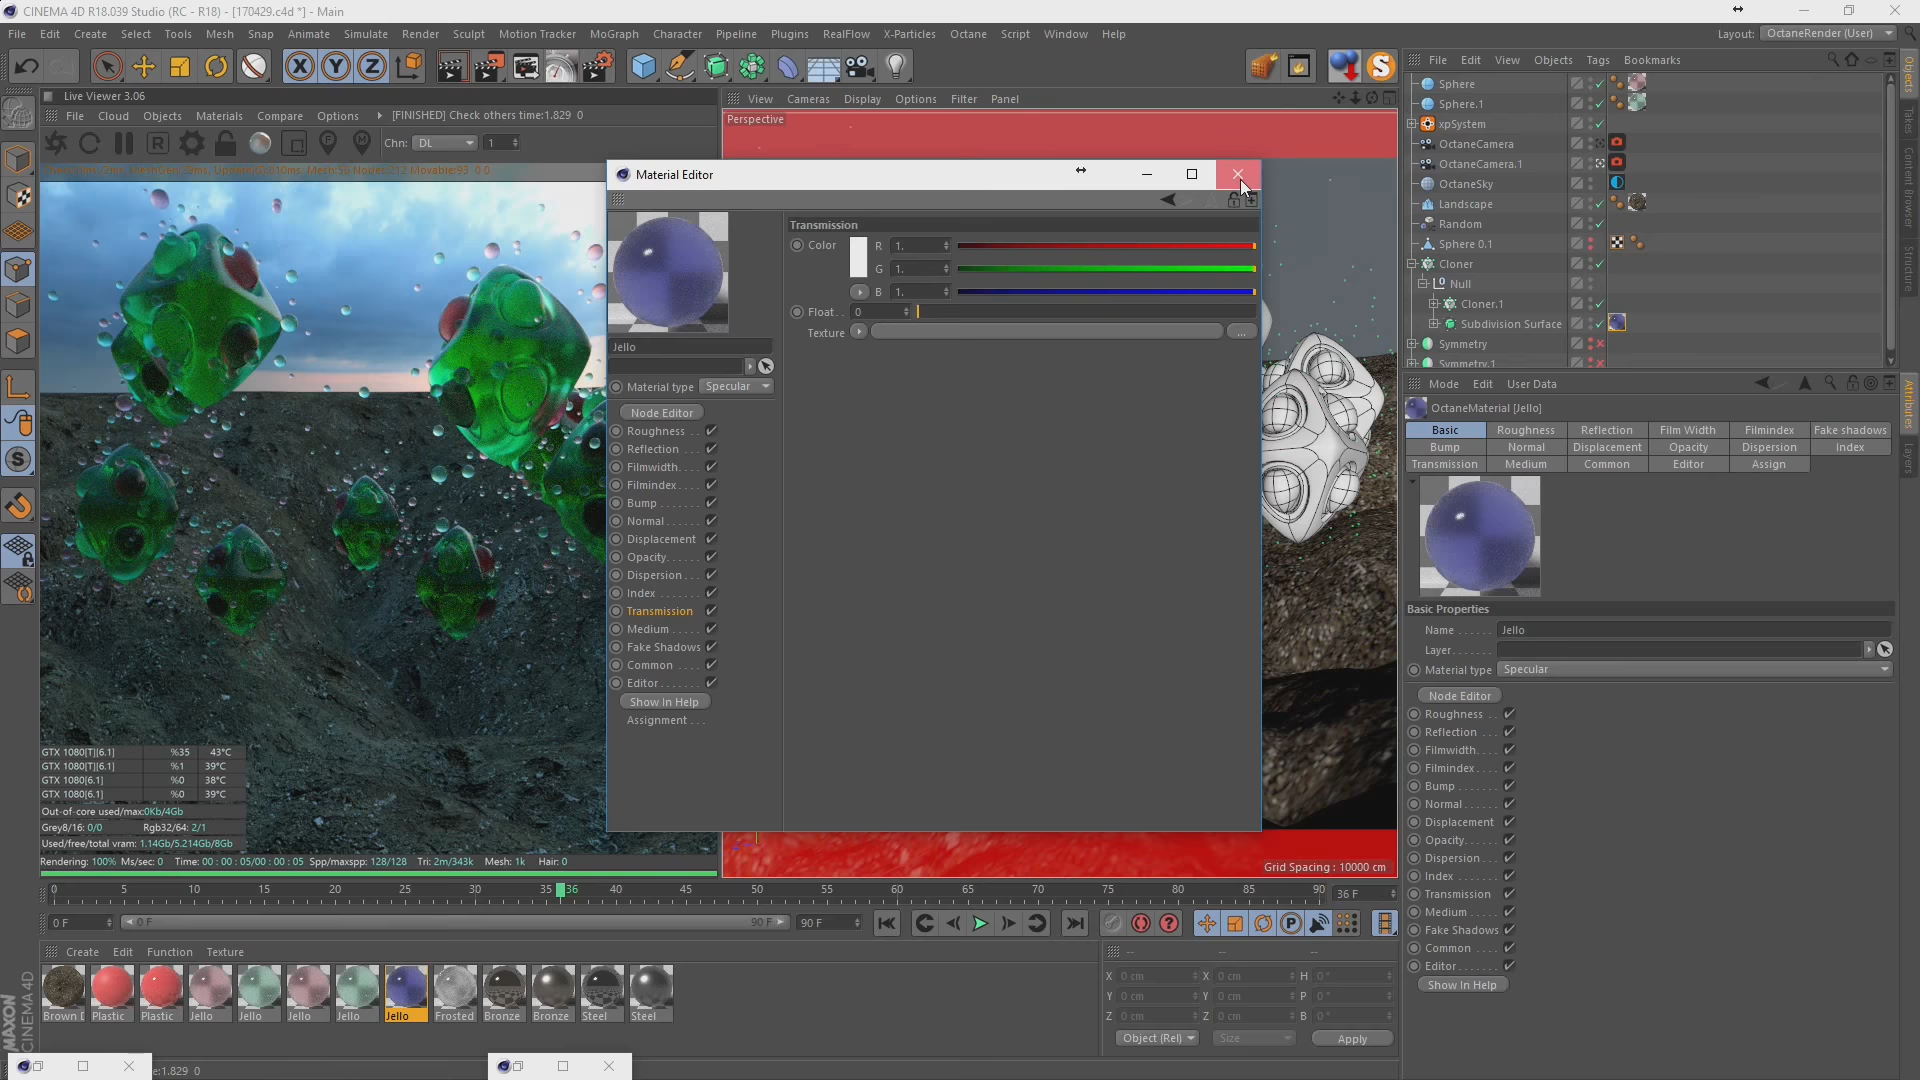 CINEMA 4D R18.039 Studio (RC - R18) - [170429.c4d *] - Main
File Edit Create Select Tools Mesh Snap Animate Simulate Render Sculpt Motion Tracker MoGraph Character Pipeline Plugins RealFlow X-Particles Octane Script Window Help
Layout: OctaneRender (User)
Live Viewer 3.06
File Cloud Objects Materials Compare Options [FINISHED] Check others time:1.829 0
Chn: DL 1
View Cameras Display Options Filter Panel
Perspective
Grid Spacing : 10000 cm
Material Editor
Jello
Material type Specular
Node Editor
Roughness
Reflection
Filmwidth
Filmindex
Bump
Normal
Displacement
Opacity
Dispersion
Index
Transmission
Medium
Fake Shadows
Common
Editor
Show In Help
Assignment
Transmission
Color R 1.
G 1.
B 1.
Float 0
Texture ...
File Edit View Objects Tags Bookmarks
Sphere
Sphere.1
xpSystem
OctaneCamera
OctaneCamera.1
OctaneSky
Landscape
Random
Sphere 0.1
Cloner
Null
Cloner.1
Subdivision Surface
Symmetry
Symmetry.1
Objects
Takes
Content Browser
Structure
Mode Edit User Data
Attributes
Layers
OctaneMaterial [Jello]
Basic Roughness Reflection Film Width Filmindex Fake shadows
Bump Normal Displacement Opacity Dispersion Index
Transmission Medium Common Editor Assign
Basic Properties
Name Jello
Layer
Material type Specular
Node Editor
Roughness
Reflection
Filmwidth
Filmindex
Bump
Normal
Displacement
Opacity
Dispersion
Index
Transmission
Medium
Fake Shadows
Common
Editor
Show In Help
GTX 1080[T][6.1] %35 43°C
GTX 1080[T][6.1] %1 39°C
GTX 1080[6.1] %0 38°C
GTX 1080[6.1] %0 39°C
Out-of-core used/max:0Kb/4Gb
Grey8/16: 0/0 Rgb32/64: 2/1
Used/free/total vram: 1.14Gb/5.214Gb/8Gb
Rendering: 100% Ms/sec: 0 Time: 00 : 00 : 05/00 : 00 : 05 Spp/maxspp: 128/128 Tri: 2m/343k Mesh: 1k Hair: 0
0 5 10 15 20 25 30 35 36 40 45 50 55 60 65 70 75 80 85 90 36 F
0 F 0 F 90 F 90 F
Create Edit Function Texture
Brown D Plastic Plastic Jello Jello Jello Jello Jello Frosted Bronze Bronze Steel Steel
-- -- --
X 0 cm X 0 cm H 0°
Y 0 cm Y 0 cm P 0°
Z 0 cm Z 0 cm B 0°
Object (Rel) Size Apply
MAXON CINEMA 4D
e:1.829 0